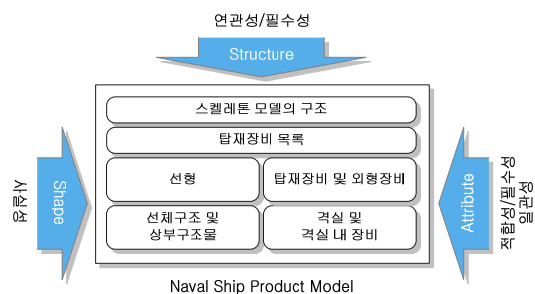 연관성/필수성
Structure
스켈레톤 모델의 구조
탑재장비 목록
선형
탑재장비 및 외형장비
선체구조 및
상부구조물
격실 및
격실 내 장비
사실성
Shape
Attribute
적합성/필수성
일관성
Naval Ship Product Model